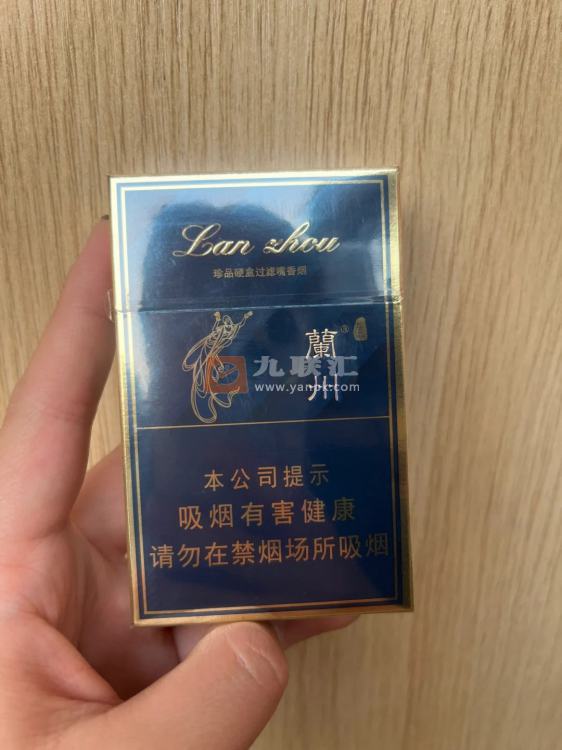 Lan zhou
珍品硬盒过滤嘴香烟
蘭州
®
九联汇
www.yanpk.com
本公司提示
吸烟有害健康
请勿在禁烟场所吸烟